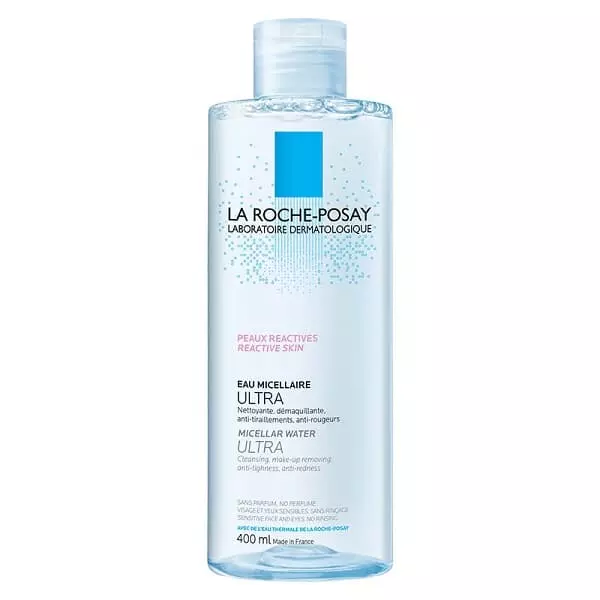 LA ROCHE-POSAY
LABORATOIRE DERMATOLOGIQUE
PEAUX REACTIVES
REACTIVE SKIN
EAU MICELLAIRE
ULTRA
Nettoyante, démaquillante,
anti-tiraillements, anti-rougeurs
MICELLAR WATER
ULTRA
Cleansing, make-up removing,
anti-tightness, anti-redness
SANS PARFUM, NO PERFUME
VISAGE ET YEUX SENSIBLES, SANS RINÇAGE
SENSITIVE FACE AND EYES, NO RINSING
AVEC DE L'EAU THERMALE DE LA ROCHE-POSAY
400 ml Made in France